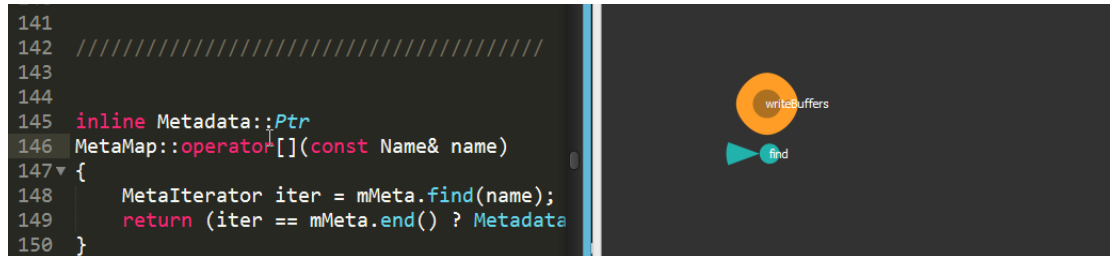 141
142 //////////////////////////////////////////
143
144
145 inline Metadata::Ptr
146 MetaMap::operator[](const Name& name)
147 {
148 MetaIterator iter = mMeta.find(name);
149 return (iter == mMeta.end() ? Metadata
150 }
writeBuffers
find